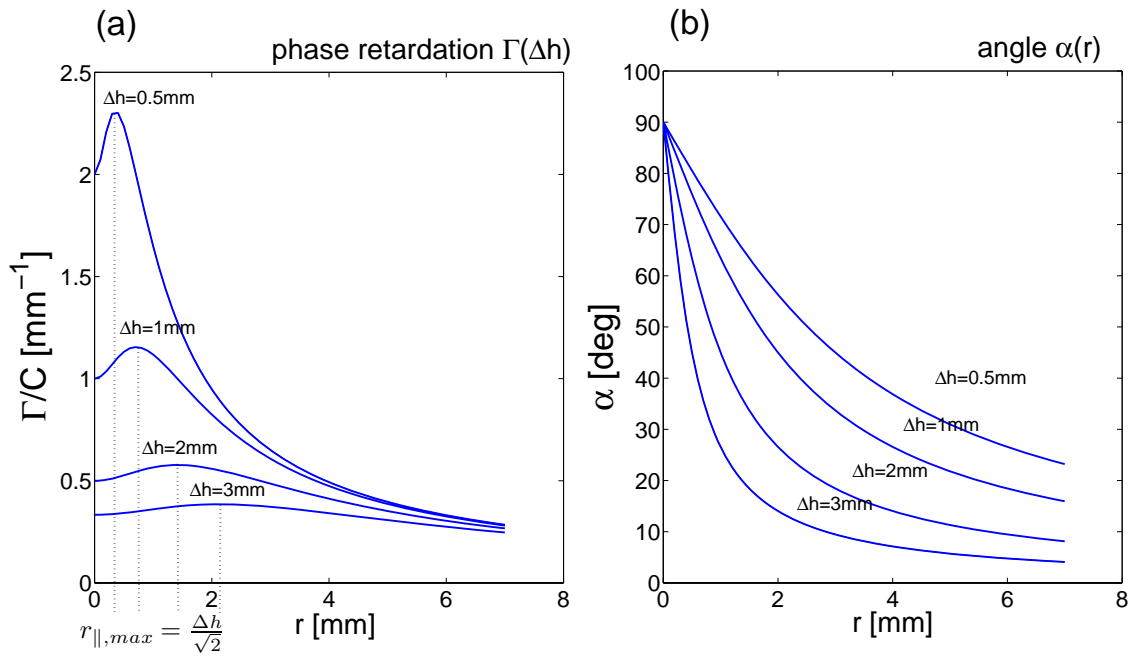 (a)
phase retardation Γ(Δh)
2.5
2
1.5
1
0.5
0
Γ/C [mm⁻¹]
Δh=0.5mm
Δh=1mm
Δh=2mm
Δh=3mm
0 2 4 6 8
r [mm]
r∥,max = Δh/√2
(b)
angle α(r)
100
90
80
70
60
50
40
30
20
10
0
α [deg]
Δh=0.5mm
Δh=1mm
Δh=2mm
Δh=3mm
0 2 4 6 8
r [mm]